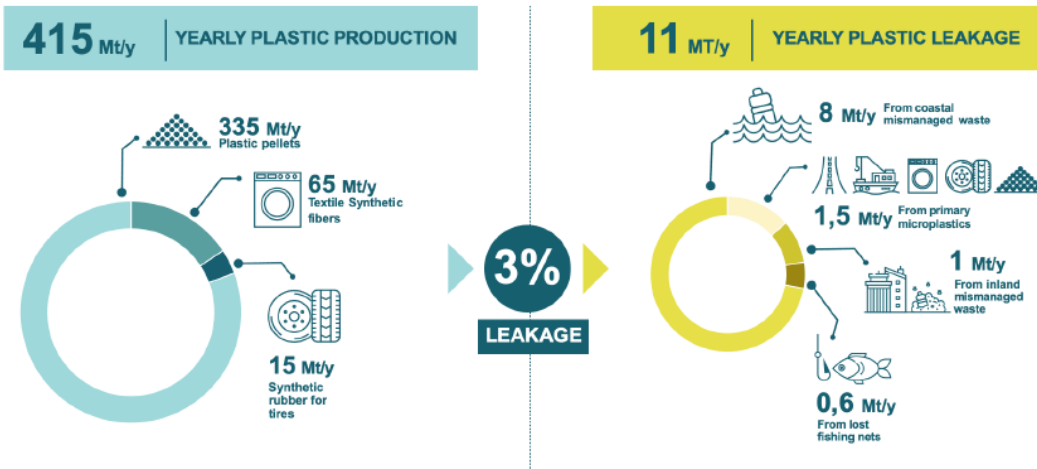 415 Mt/y YEARLY PLASTIC PRODUCTION
335 Mt/y
Plastic pellets
65 Mt/y
Textile Synthetic
fibers
15 Mt/y
Synthetic
rubber for
tires
3%
LEAKAGE
11 MT/y YEARLY PLASTIC LEAKAGE
8 Mt/y From coastal
mismanaged waste
1,5 Mt/y From primary
microplastics
1 Mt/y
From inland
mismanaged
waste
0,6 Mt/y
From lost
fishing nets